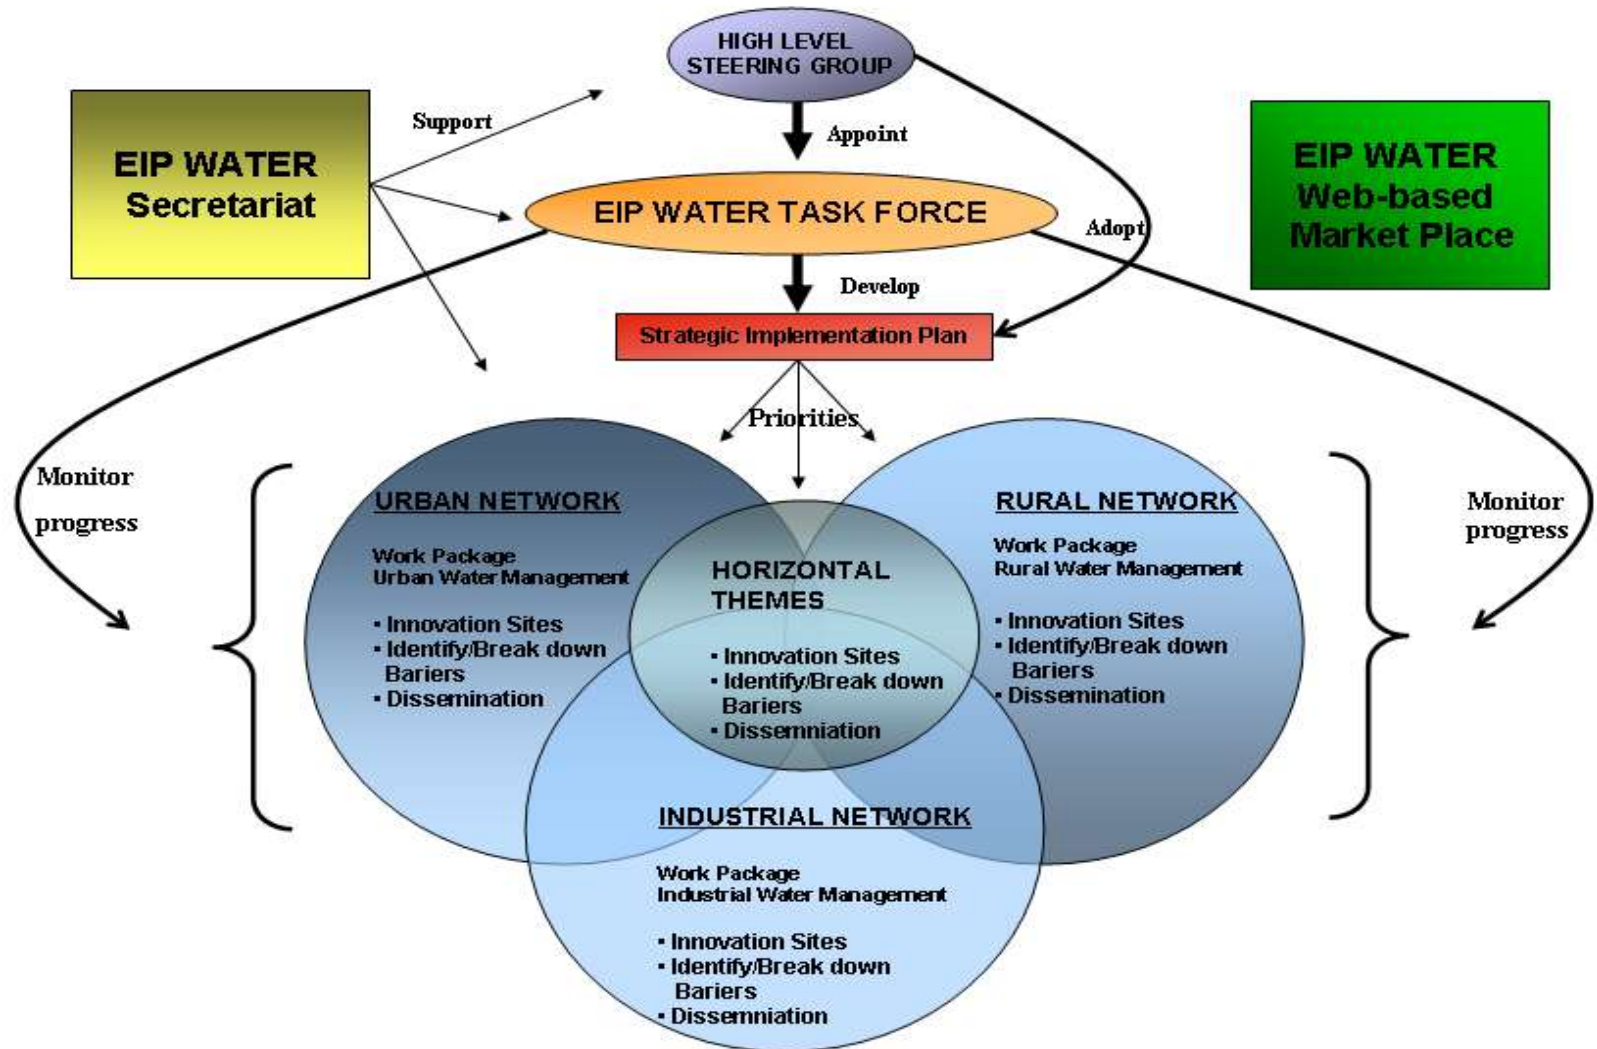 HIGH LEVEL
STEERING GROUP
Support
Appoint
EIP WATER
Secretariat
EIP WATER
Web-based
Market Place
EIP WATER TASK FORCE
Adopt
Develop
Strategic Implementation Plan
Priorities
Monitor
progress
Monitor
progress
URBAN NETWORK
Work Package
Urban Water Management
▪ Innovation Sites
▪ Identify/Break down
Bariers
▪ Dissemination
HORIZONTAL
THEMES
▪ Innovation Sites
▪ Identify/Break down
Bariers
▪ Dissemniation
RURAL NETWORK
Work Package
Rural Water Management
▪ Innovation Sites
▪ Identify/Break down
Bariers
▪ Dissemination
INDUSTRIAL NETWORK
Work Package
Industrial Water Management
▪ Innovation Sites
▪ Identify/Break down
Bariers
▪ Dissemniation